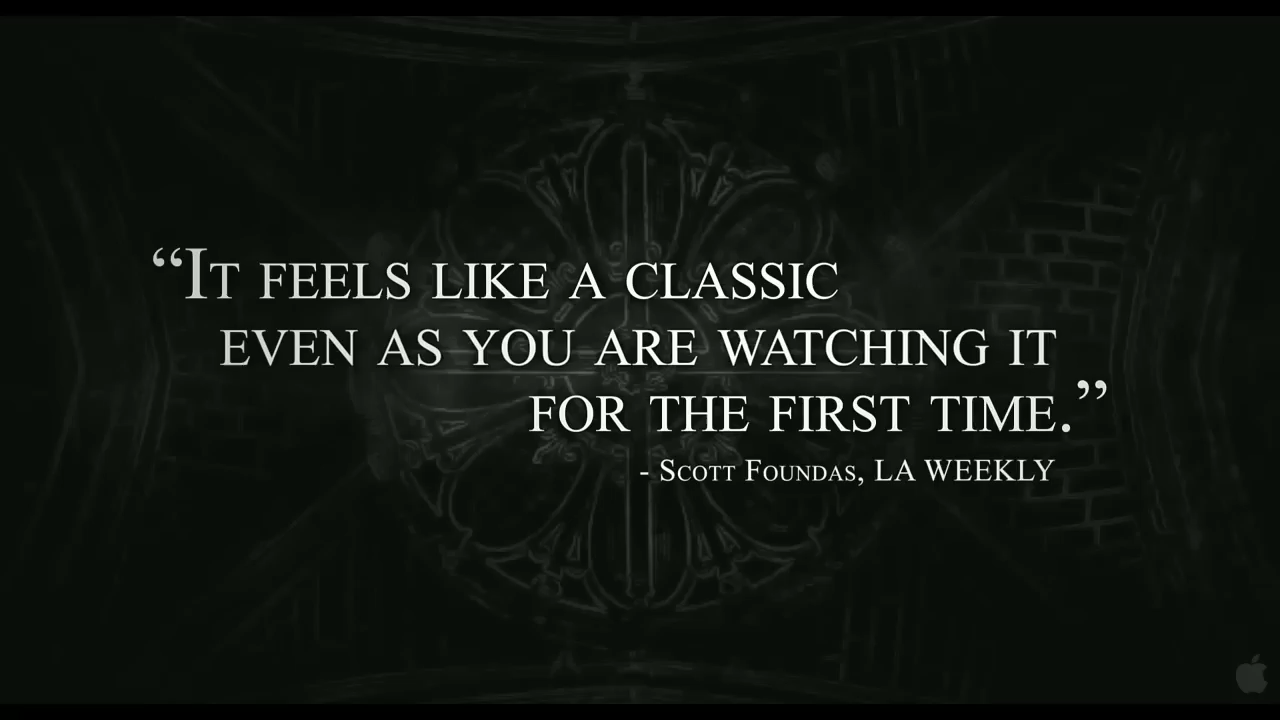 “It feels like a classic
even as you are watching it
for the first time.”
- Scott Foundas, LA WEEKLY